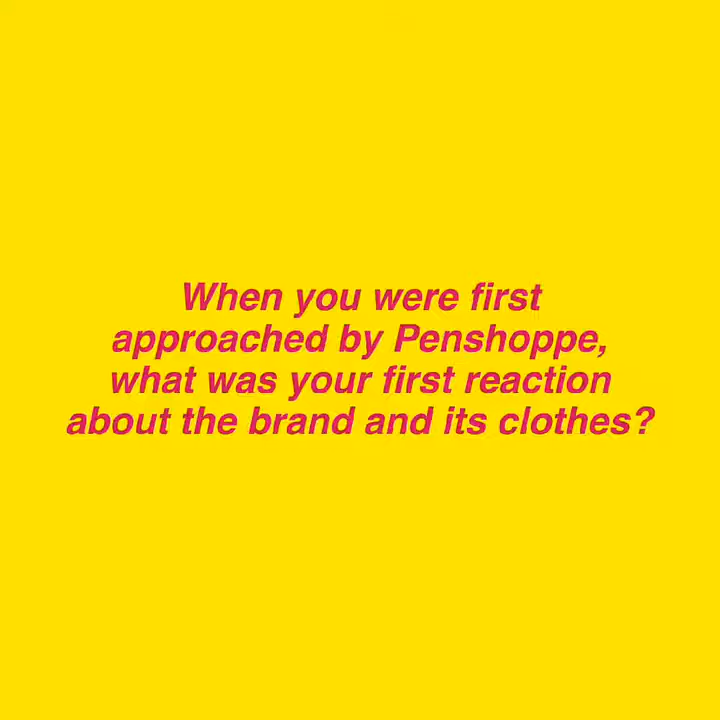 When you were first
approached by Penshoppe,
what was your first reaction
about the brand and its clothes?